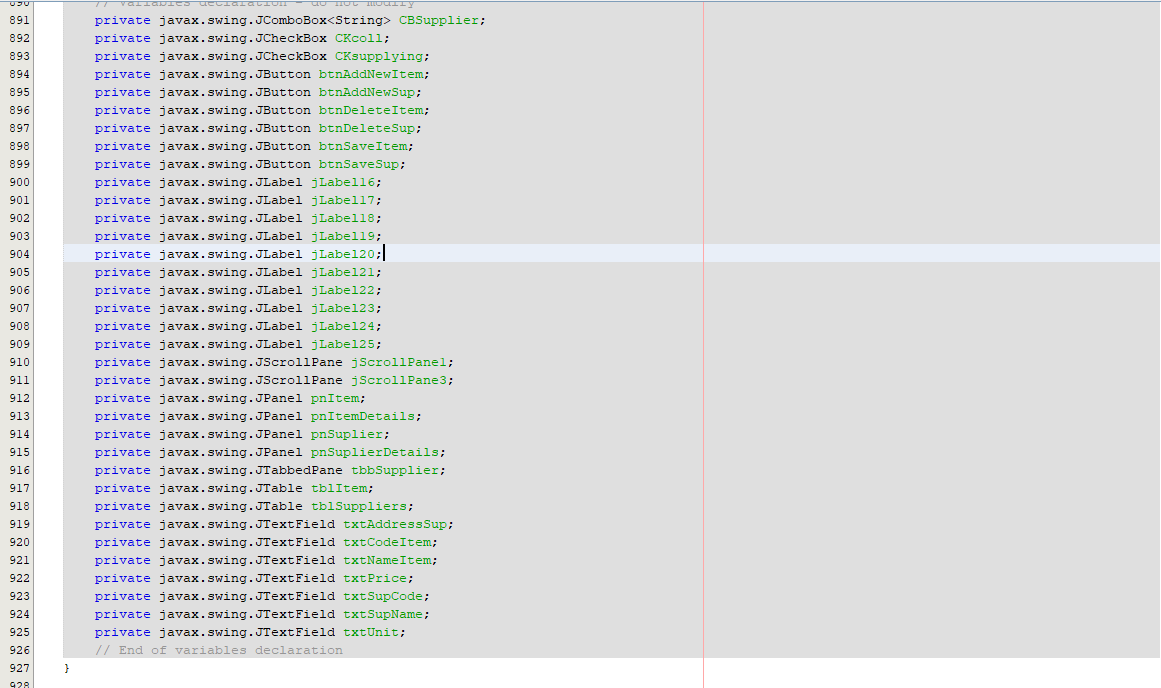 890 // Variables declaration - do not modify
891 private javax.swing.JComboBox<String> CBSupplier;
892 private javax.swing.JCheckBox CKcoll;
893 private javax.swing.JCheckBox CKsupplying;
894 private javax.swing.JButton btnAddNewItem;
895 private javax.swing.JButton btnAddNewSup;
896 private javax.swing.JButton btnDeleteItem;
897 private javax.swing.JButton btnDeleteSup;
898 private javax.swing.JButton btnSaveItem;
899 private javax.swing.JButton btnSaveSup;
900 private javax.swing.JLabel jLabel16;
901 private javax.swing.JLabel jLabel17;
902 private javax.swing.JLabel jLabel18;
903 private javax.swing.JLabel jLabel19;
904 private javax.swing.JLabel jLabel20;
905 private javax.swing.JLabel jLabel21;
906 private javax.swing.JLabel jLabel22;
907 private javax.swing.JLabel jLabel23;
908 private javax.swing.JLabel jLabel24;
909 private javax.swing.JLabel jLabel25;
910 private javax.swing.JScrollPane jScrollPane1;
911 private javax.swing.JScrollPane jScrollPane3;
912 private javax.swing.JPanel pnItem;
913 private javax.swing.JPanel pnItemDetails;
914 private javax.swing.JPanel pnSuplier;
915 private javax.swing.JPanel pnSuplierDetails;
916 private javax.swing.JTabbedPane tbbSupplier;
917 private javax.swing.JTable tblItem;
918 private javax.swing.JTable tblSuppliers;
919 private javax.swing.JTextField txtAddressSup;
920 private javax.swing.JTextField txtCodeItem;
921 private javax.swing.JTextField txtNameItem;
922 private javax.swing.JTextField txtPrice;
923 private javax.swing.JTextField txtSupCode;
924 private javax.swing.JTextField txtSupName;
925 private javax.swing.JTextField txtUnit;
926 // End of variables declaration
927 }
928